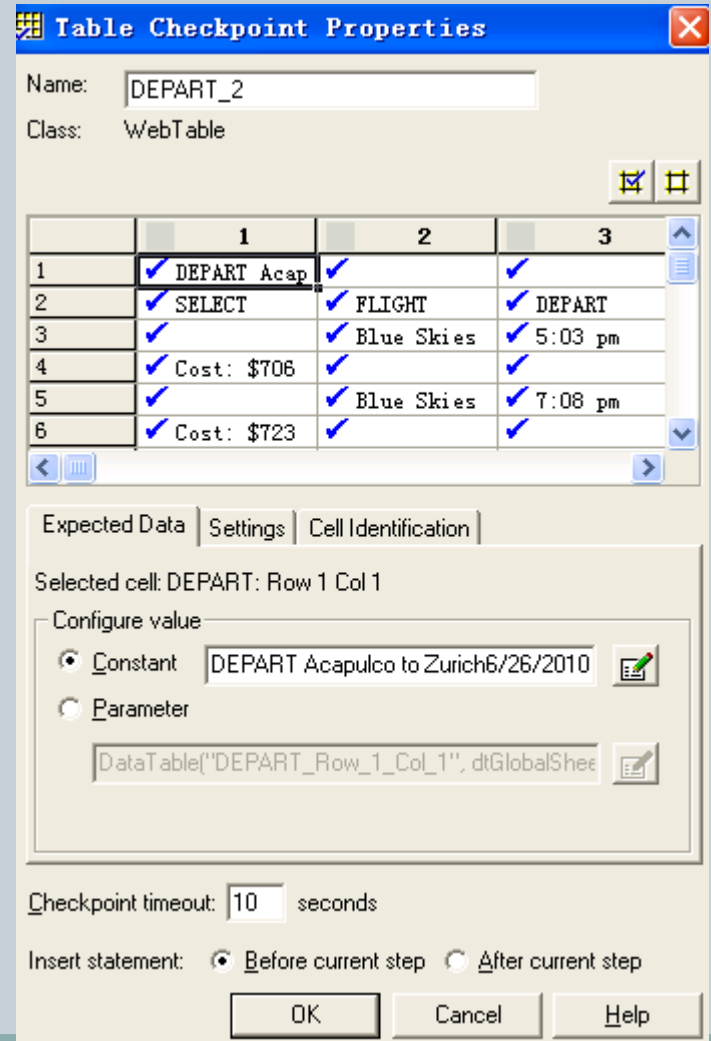 Table Checkpoint Properties
Name: DEPART_2
Class: WebTable
1 2 3
1 DEPART Acap
2 SELECT FLIGHT DEPART
3 Blue Skies 5:03 pm
4 Cost: $706
5 Blue Skies 7:08 pm
6 Cost: $723
Expected Data Settings Cell Identification
Selected cell: DEPART: Row 1 Col 1
Configure value
Constant DEPART Acapulco to Zurich6/26/2010
Parameter
DataTable("DEPART_Row_1_Col_1", dtGlobalShee
Checkpoint timeout: 10 seconds
Insert statement: Before current step After current step
OK Cancel Help